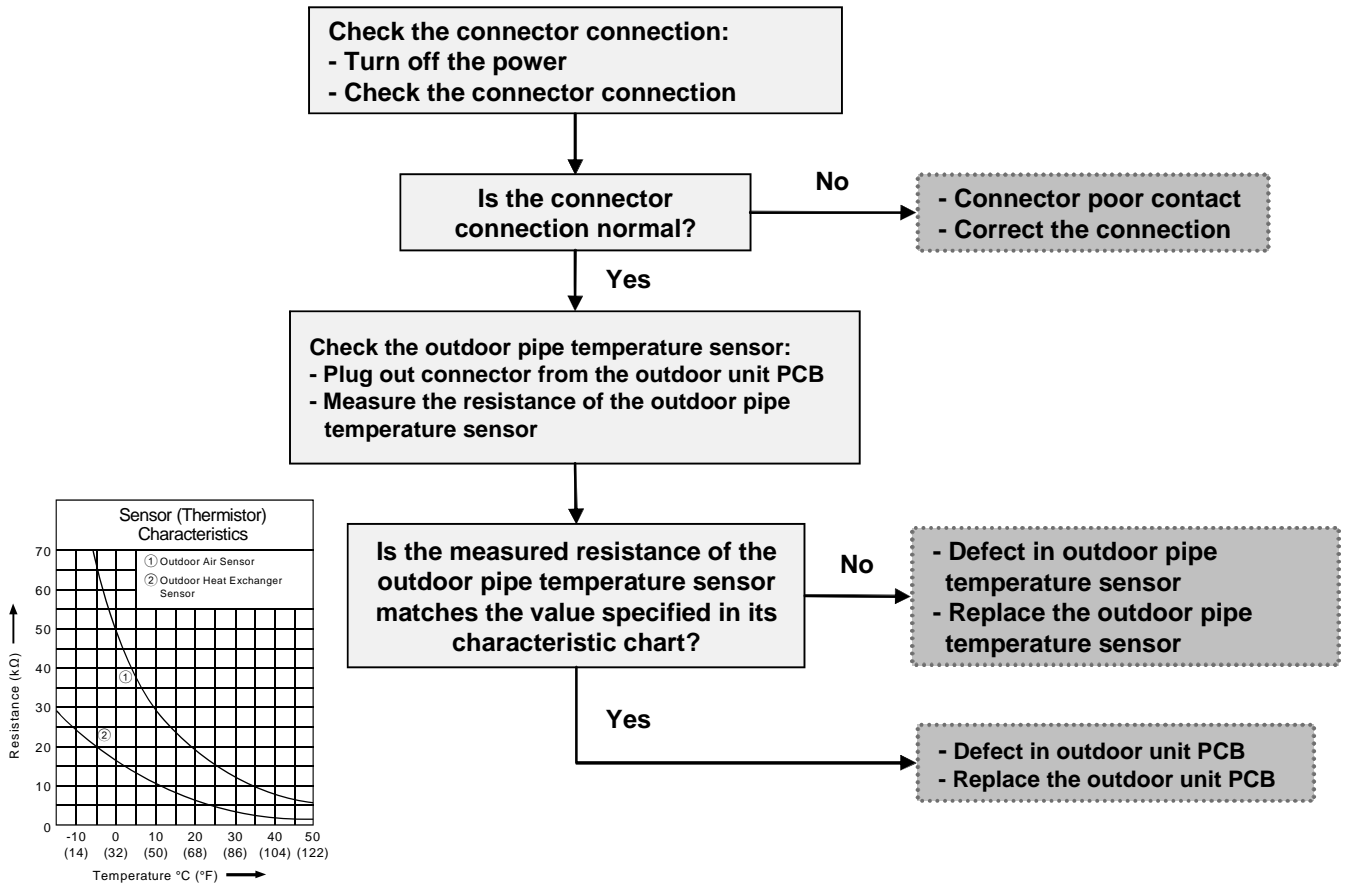 Check the connector connection:
- Turn off the power
- Check the connector connection
Is the connector
connection normal?
No
- Connector poor contact
- Correct the connection
Yes
Check the outdoor pipe temperature sensor:
- Plug out connector from the outdoor unit PCB
- Measure the resistance of the outdoor pipe
temperature sensor
Is the measured resistance of the
outdoor pipe temperature sensor
matches the value specified in its
characteristic chart?
No
- Defect in outdoor pipe
temperature sensor
- Replace the outdoor pipe
temperature sensor
Yes
- Defect in outdoor unit PCB
- Replace the outdoor unit PCB
Sensor (Thermistor)
Characteristics
① Outdoor Air Sensor
② Outdoor Heat Exchanger
Sensor
70
60
50
40
30
20
10
0
①
②
Resistance (kΩ)
-10 0 10 20 30 40 50
(14) (32) (50) (68) (86) (104) (122)
Temperature °C (°F)